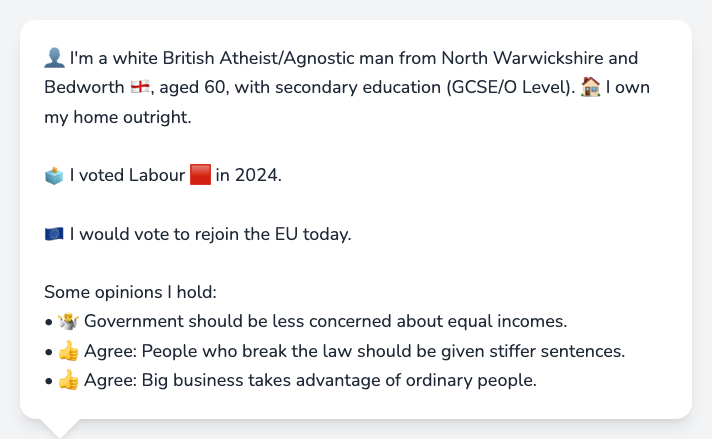 👤 I'm a white British Atheist/Agnostic man from North Warwickshire and
Bedworth 🏴󠁧󠁢󠁥󠁮󠁧󠁿, aged 60, with secondary education (GCSE/O Level). 🏠 I own
my home outright.
🗳️ I voted Labour 🟥 in 2024.
🇪🇺 I would vote to rejoin the EU today.
Some opinions I hold:
• 🤷 Government should be less concerned about equal incomes.
• 👍 Agree: People who break the law should be given stiffer sentences.
• 👍 Agree: Big business takes advantage of ordinary people.